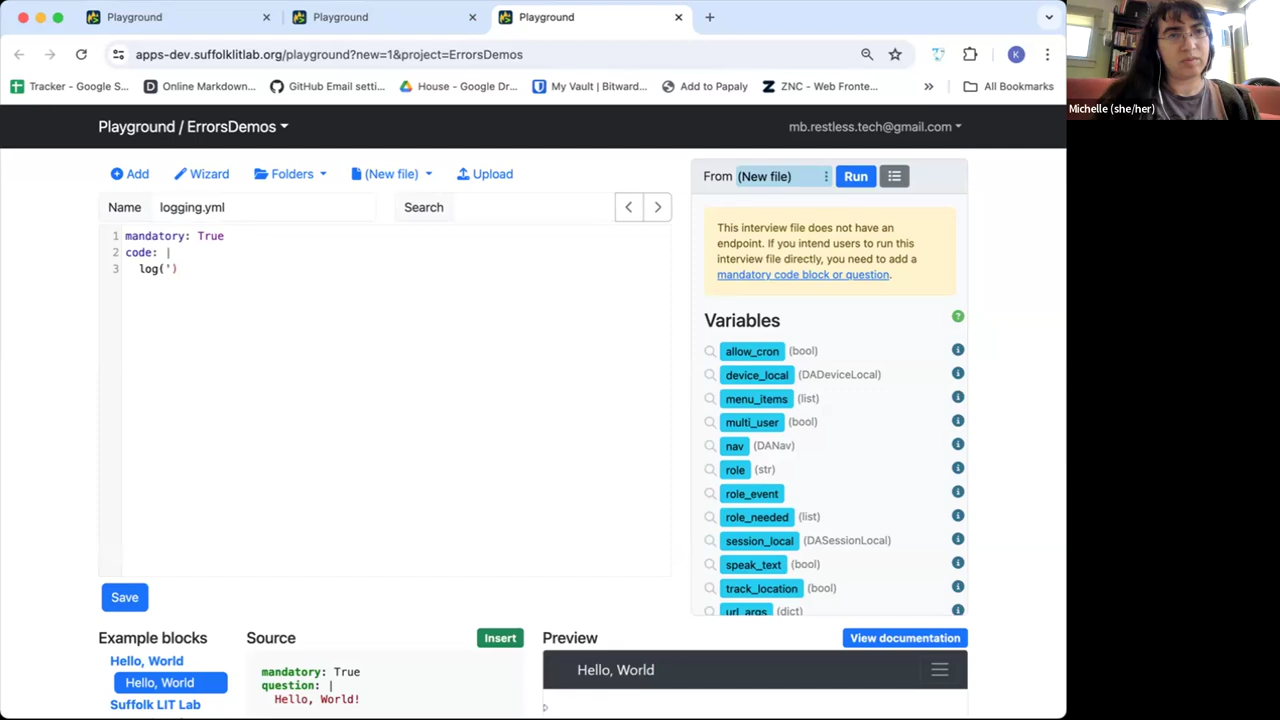 Playground
Playground
Playground
apps-dev.suffolklitlab.org/playground?new=1&project=ErrorsDemos
K
Tracker - Google S...
Online Markdown...
GitHub Email setti...
House - Google Dr...
My Vault | Bitward...
Add to Papaly
ZNC - Web Fronte...
»
All Bookmarks
Michelle (she/her)
Playground / ErrorsDemos
mb.restless.tech@gmail.com
Add
Wizard
Folders
(New file)
Upload
From (New file)
Run
Name
logging.yml
Search
1 mandatory: True
2 code: |
3 log(')
This interview file does not have an
endpoint. If you intend users to run this
interview file directly, you need to add a
mandatory code block or question.
Variables
allow_cron (bool)
device_local (DADeviceLocal)
menu_items (list)
multi_user (bool)
nav (DANav)
role (str)
role_event
role_needed (list)
session_local (DASessionLocal)
speak_text (bool)
track_location (bool)
url_args (dict)
Save
Example blocks
Source
Insert
Preview
View documentation
Hello, World
Hello, World
Suffolk LIT Lab
mandatory: True
question: |
Hello, World!
Hello, World